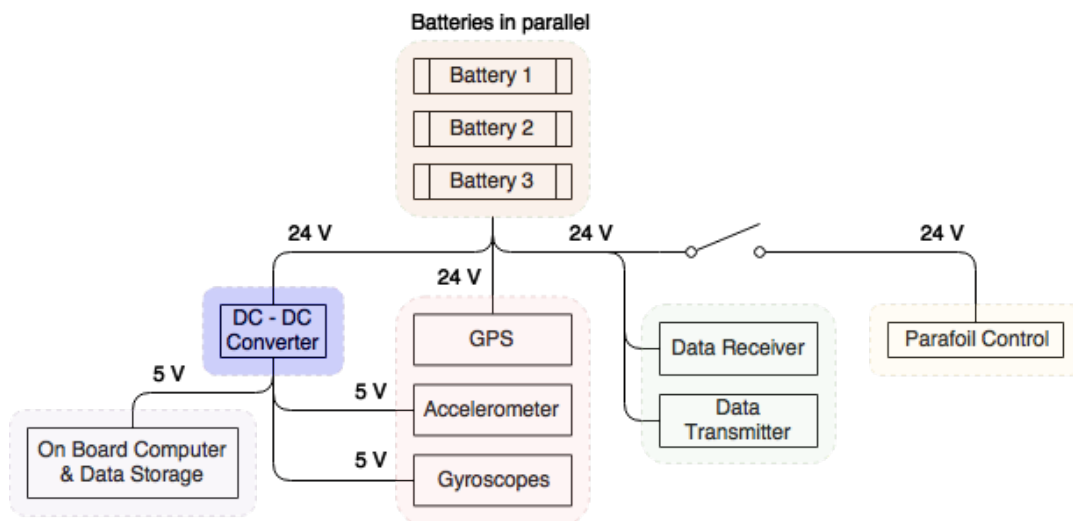 Batteries in parallel
Battery 1
Battery 2
Battery 3
24 V
24 V
24 V
24 V
DC - DC
Converter
GPS
Data Receiver
Parafoil Control
5 V
5 V
Accelerometer
Data
Transmitter
On Board Computer
& Data Storage
5 V
Gyroscopes